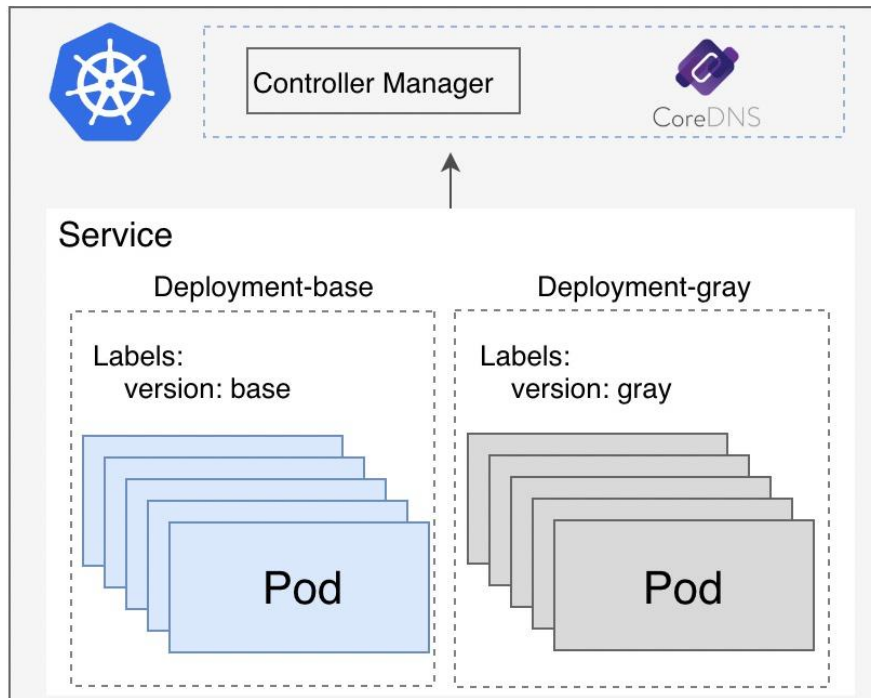 Controller Manager
CoreDNS
Service
Deployment-base
Deployment-gray
Labels:
version: base
Labels:
version: gray
Pod
Pod